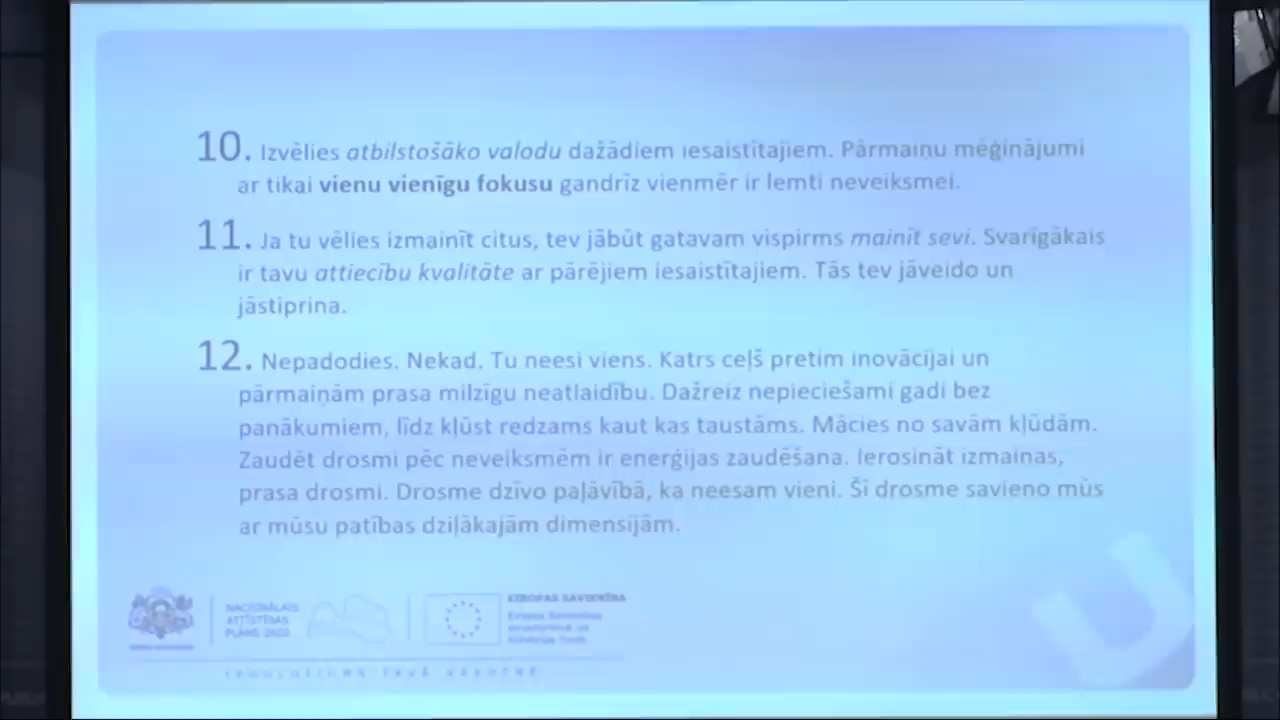 10. Izvēlies atbilstošāko valodu dažādiem iesaistītajiem. Pārmaiņu mēģinājumi
ar tikai vienu vienīgu fokusu gandrīz vienmēr ir lemti neveiksmei.
11. Ja tu vēlies izmainīt citus, tev jābūt gatavam vispirms mainīt sevi. Svarīgākais
ir tavu attiecību kvalitāte ar pārējiem iesaistītajiem. Tās tev jāveido un
jāstiprina.
12. Nepadodies. Nekad. Tu neesi viens. Katrs ceļš pretim inovācijai un
pārmaiņām prasa milzīgu neatlaidību. Dažreiz nepieciešami gadi bez
panākumiem, līdz kļūst redzams kaut kas taustāms. Mācies no savām kļūdām.
Zaudēt drosmi pēc neveiksmēm ir enerģijas zaudēšana. Ierosināt izmaiņas,
prasa drosmi. Drosme dzīvo paļāvībā, ka neesam vieni. Šī drosme savieno mūs
ar mūsu patības dziļākajām dimensijām.
NACIONĀLAIS
ATTĪSTĪBAS
PLĀNS 2020
EIROPAS SAVIENĪBA